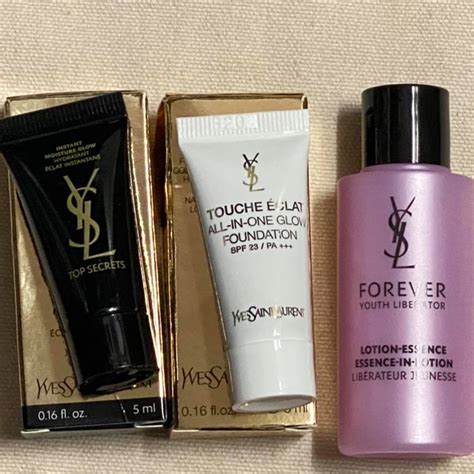 INSTANT
MOISTURE GLOW
HYDRATANT
ÉCLAT INSTANTANÉ
YSL
TOP SECRETS
YVESSAINTLAURENT
0.16 fl. oz. 5 ml
YSL
TOUCHE ÉCLAT
ALL-IN-ONE GLOW
FOUNDATION
SPF 23 / PA +++
YVESSAINTLAURENT
0.16 fl. oz.
YSL
FOREVER
YOUTH LIBERATOR
LOTION-ESSENCE
ESSENCE-IN-LOTION
LIBÉRATEUR JEUNESSE